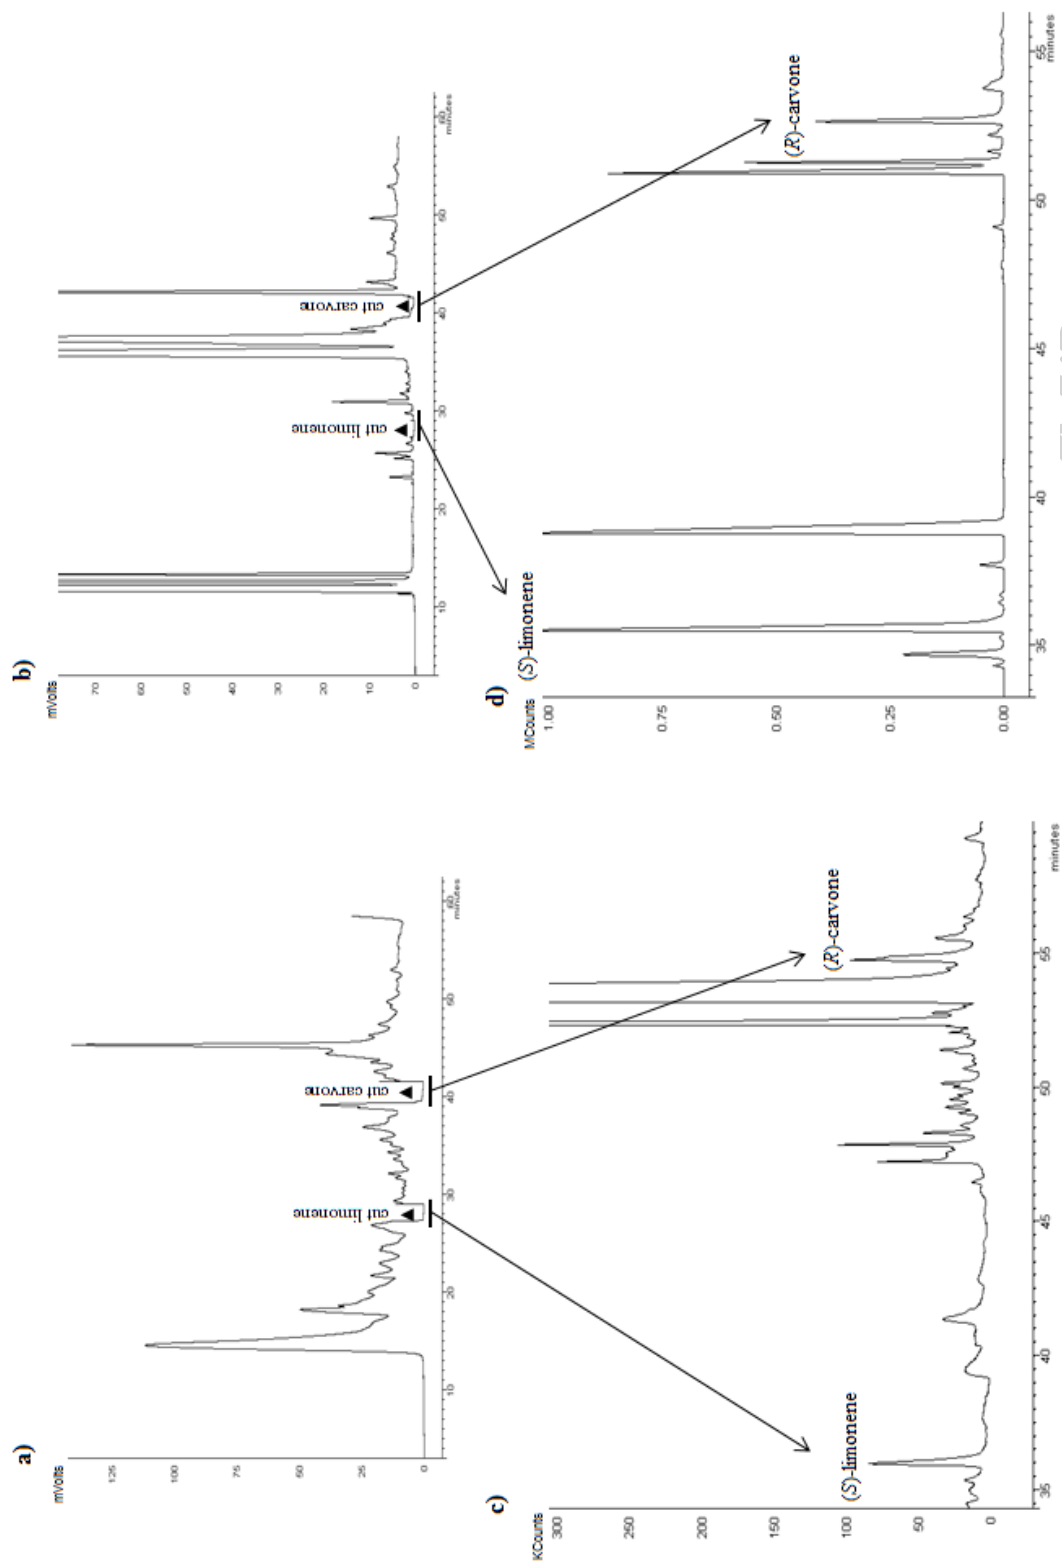 a)
mVolts
125
100
75
50
25
0
cut limonene
cut carvone
10 20 30 40 50 60
minutes
b)
mVolts
70
60
50
40
30
20
10
0
cut limonene
cut carvone
10 20 30 40 50 60
minutes
c)
KCounts
300
250
200
150
100
50
0
(S)-limonene
(R)-carvone
35 40 45 50 55
minutes
d)
(S)-limonene
MCounts
1.00
0.75
0.50
0.25
0.00
(R)-carvone
35 40 45 50 55
minutes